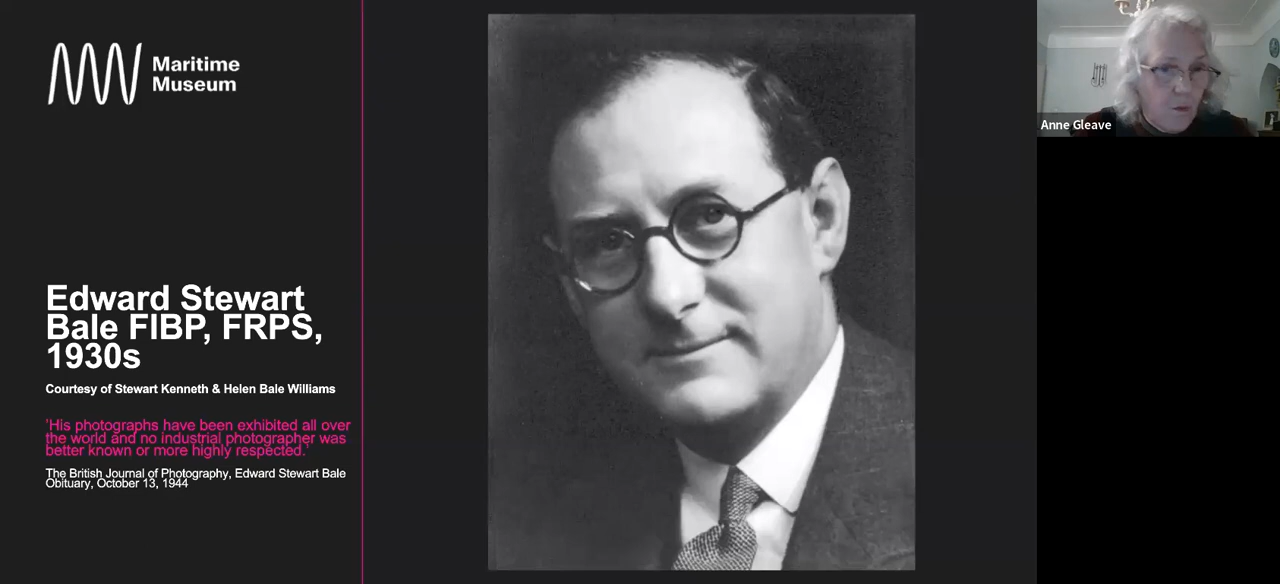 Maritime
Museum
Anne Gleave
Edward Stewart
Bale FIBP, FRPS,
1930s
Courtesy of Stewart Kenneth & Helen Bale Williams
'His photographs have been exhibited all over
the world and no industrial photographer was
better known or more highly respected.'
The British Journal of Photography, Edward Stewart Bale
Obituary, October 13, 1944